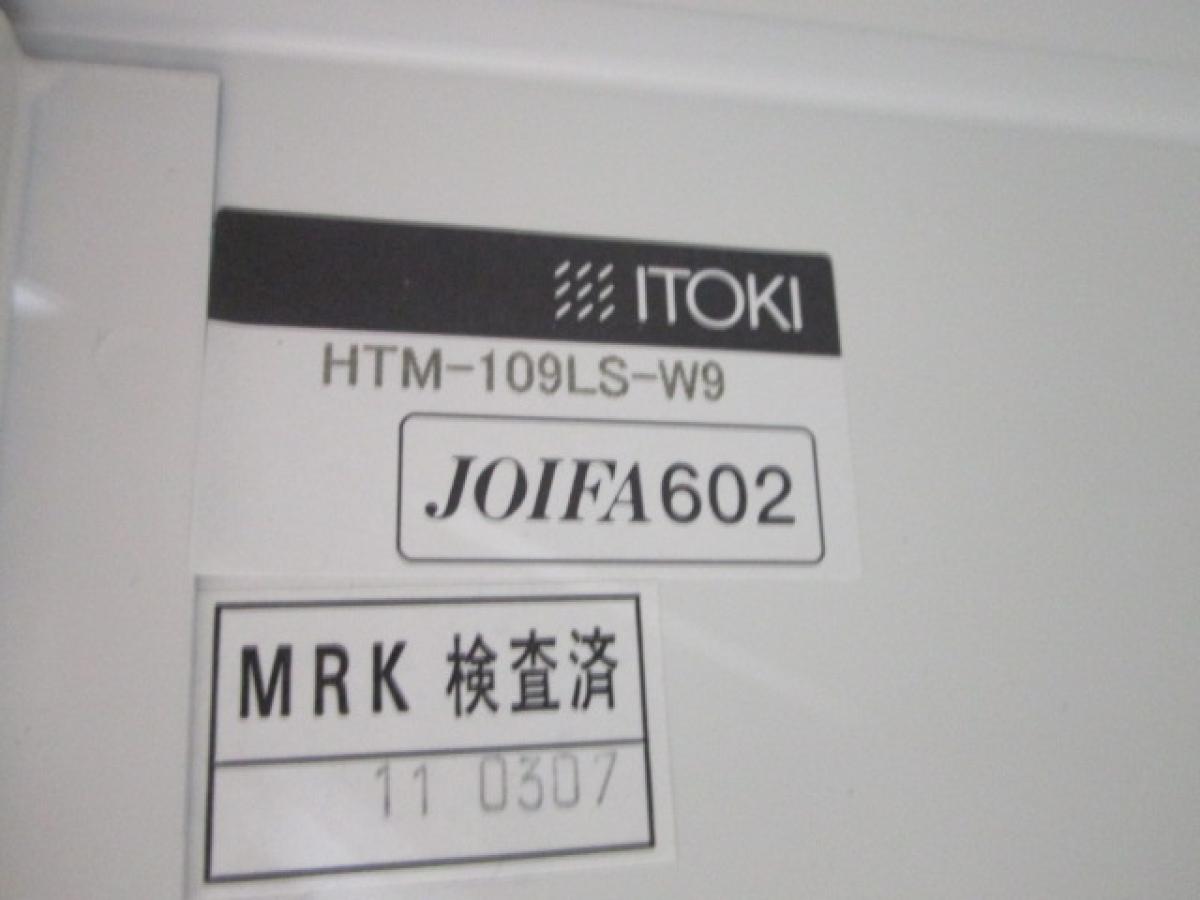 ITOKI
HTM-109LS-W9
JOIFA602
MRK 検査済
11 0307